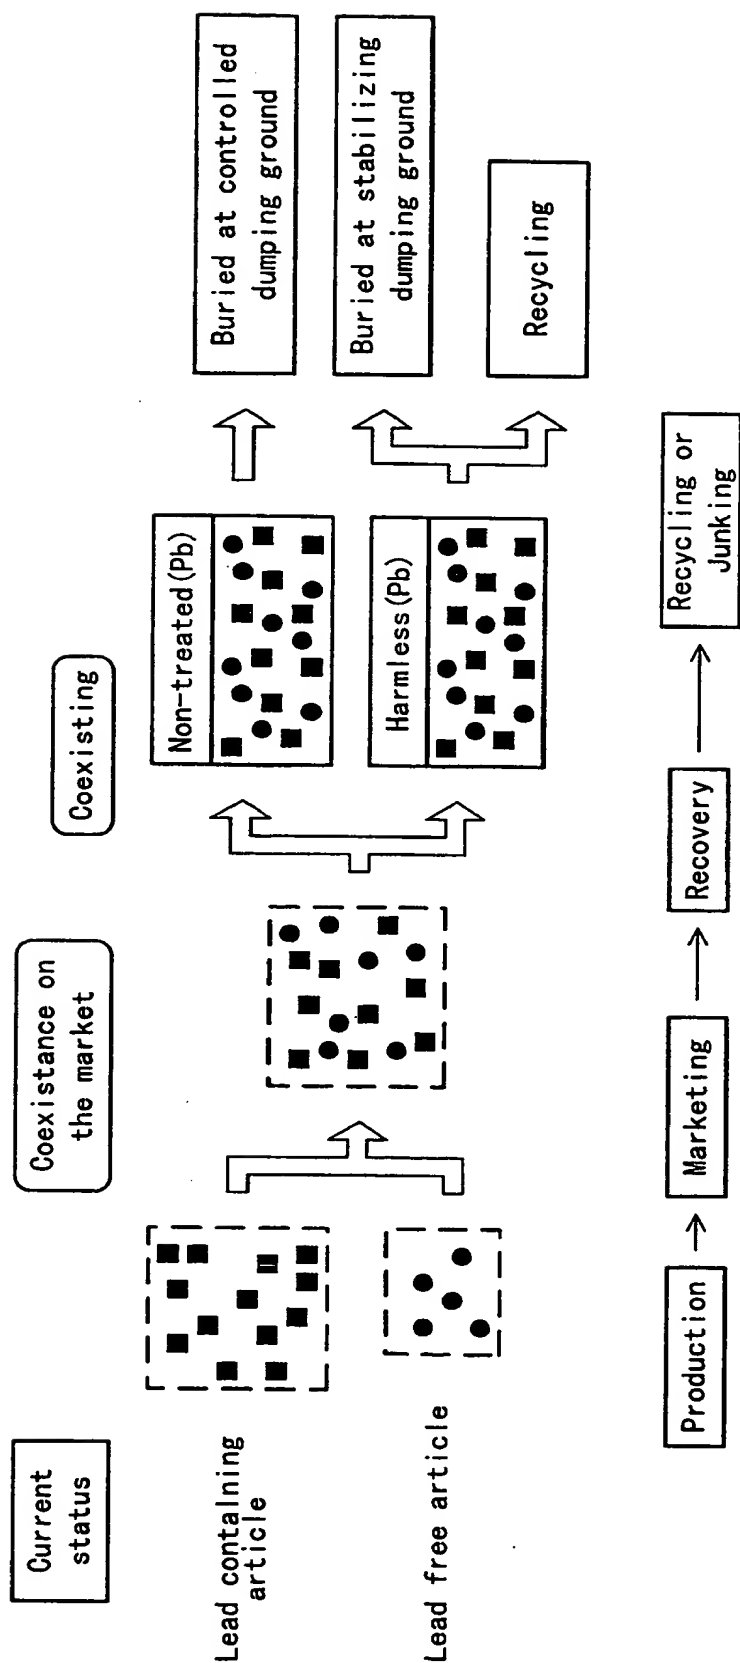 Current
status
Coexistance on
the market
Coexisting
Lead containing
article
Lead free article
Non-treated(Pb)
Harmless(Pb)
Buried at controlled
dumping ground
Buried at stabilizing
dumping ground
Recycling
Production
Marketing
Recovery
Recycling or
Junking